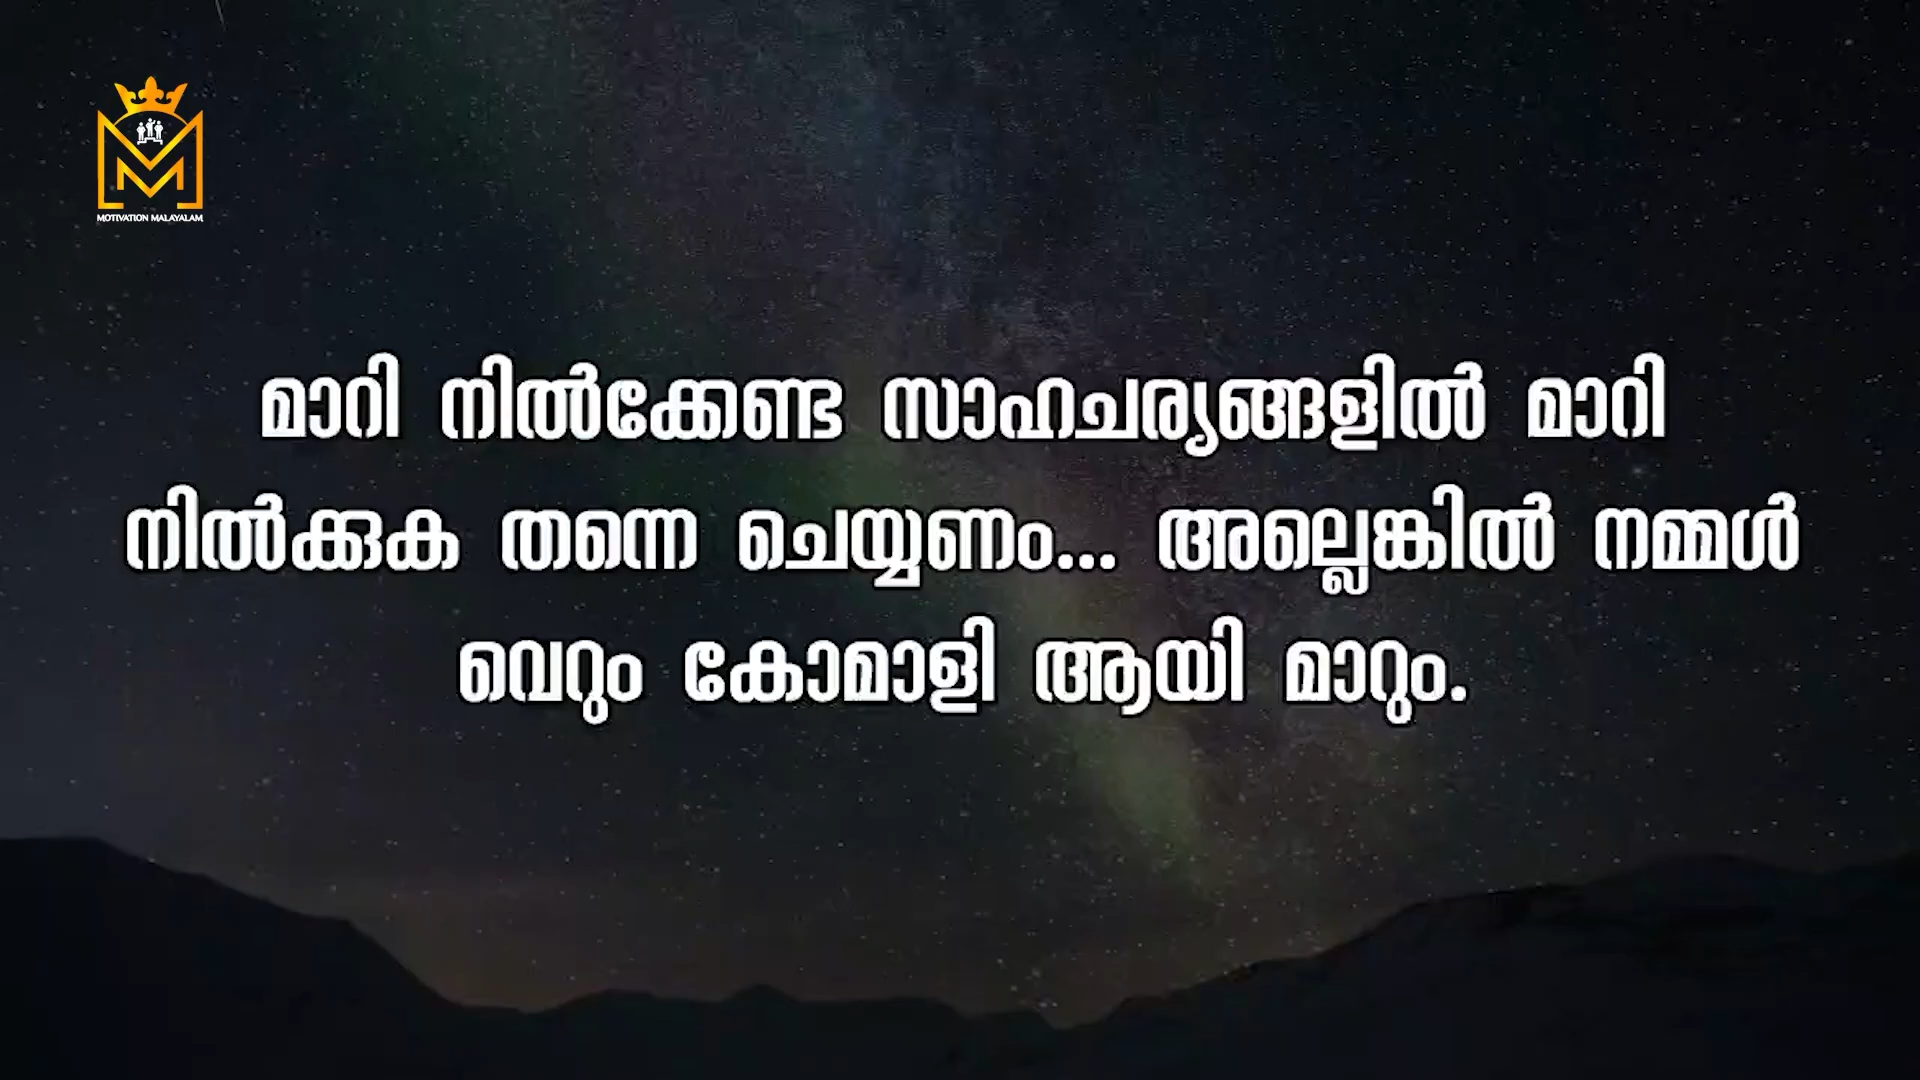 MOTIVATION MALAYALAM
മാറി നിൽക്കേണ്ട സാഹചര്യങ്ങളിൽ മാറി
നിൽക്കുക തന്നെ ചെയ്യണം... അല്ലെങ്കിൽ നമ്മൾ
വെറും കോമാളി ആയി മാറും.